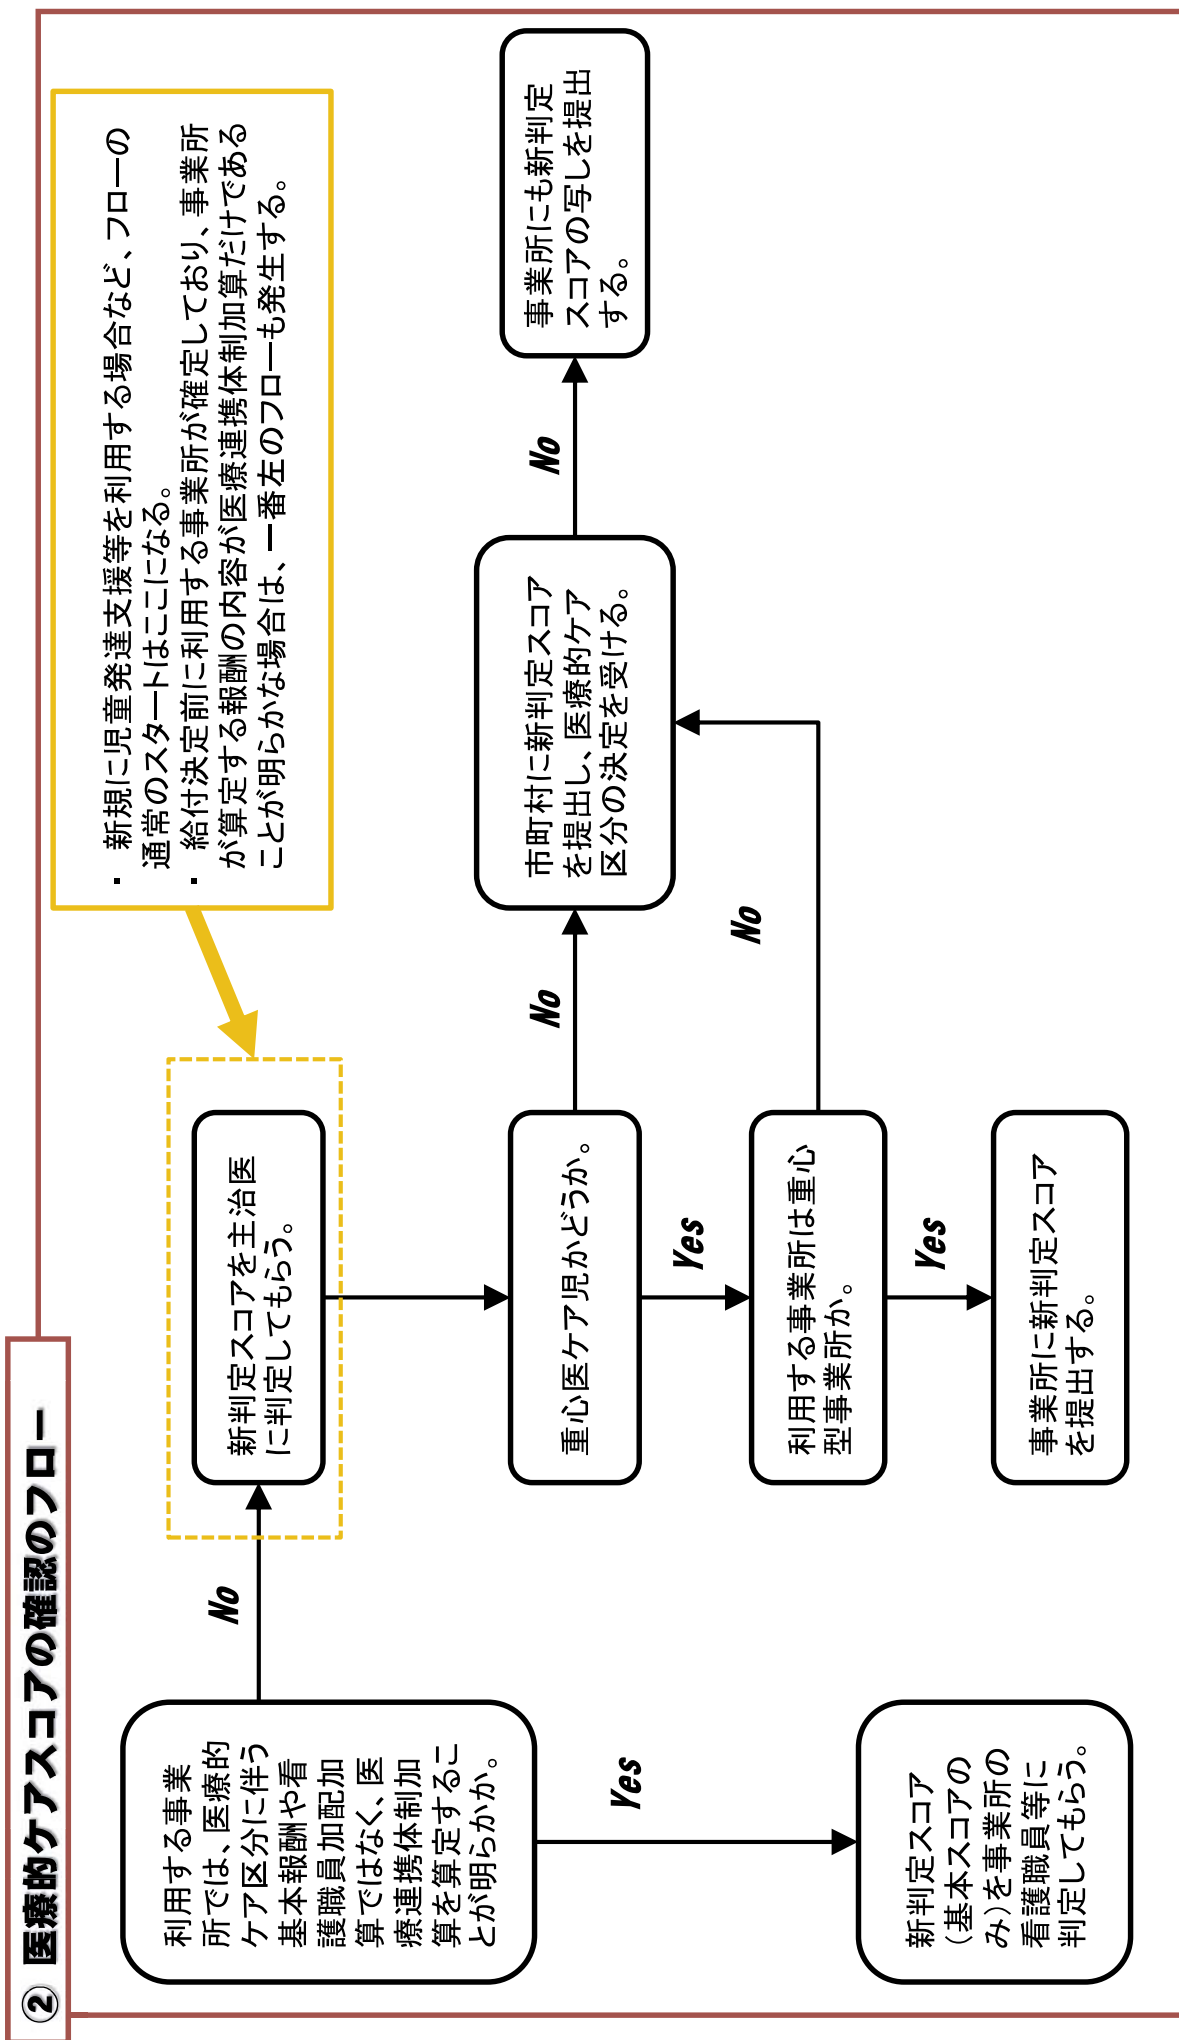 ② 医療的ケアスコアの確認のフロー
・ 新規に児童発達支援等を利用する場合など、フローの
通常のスタートはここになる。
・ 給付決定前に利用する事業所が確定しており、事業所
が算定する報酬の内容が医療連携体制加算だけである
ことが明らかな場合は、一番左のフローも発生する。
利用する事業
所では、医療的
ケア区分に伴う
基本報酬や看
護職員加配加
算ではなく、医
療連携体制加
算を算定するこ
とが明らかか。
No
新判定スコアを主治医
に判定してもらう。
Yes
新判定スコア
(基本スコアの
み)を事業所の
看護職員等に
判定してもらう。
重心医ケア児かどうか。
No
市町村に新判定スコア
を提出し、医療的ケア
区分の決定を受ける。
No
事業所にも新判定
スコアの写しを提出
する。
Yes
利用する事業所は重心
型事業所か。
No
Yes
事業所に新判定スコア
を提出する。